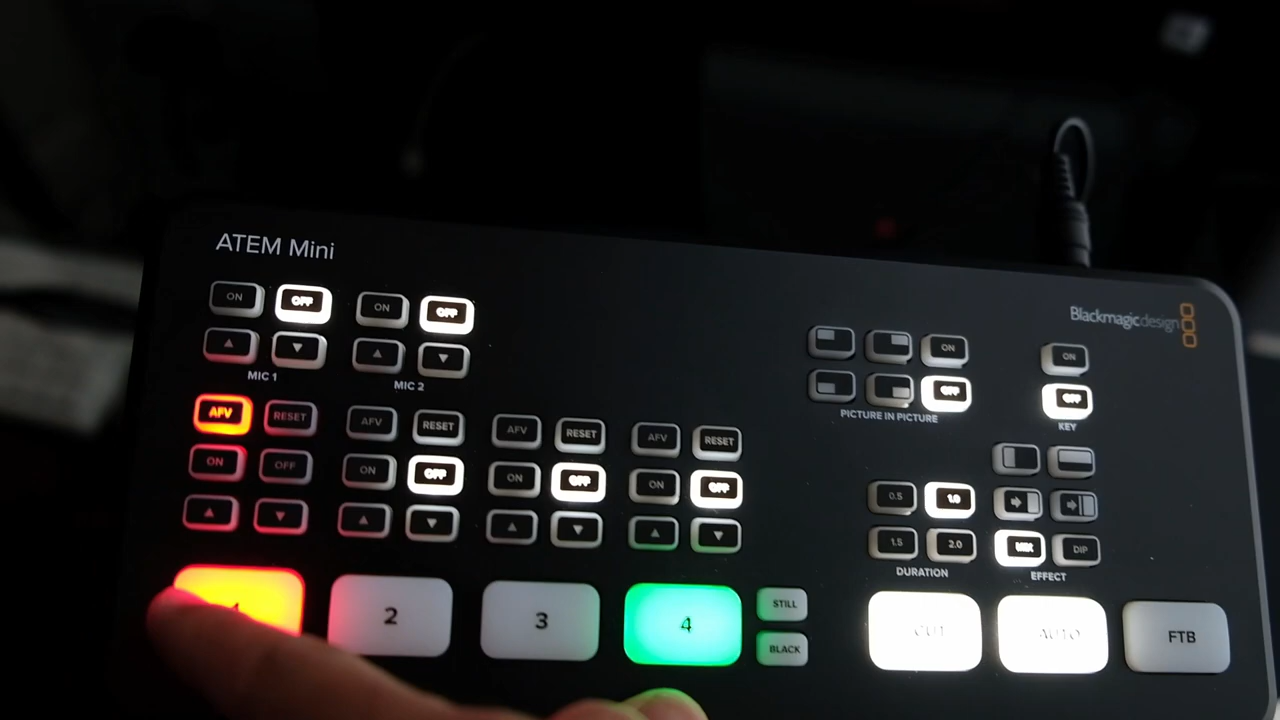 ATEM Mini
Blackmagicdesign
ON OFF ON OFF
MIC 1 MIC 2
ON
OFF
PICTURE IN PICTURE
ON
OFF
KEY
AFV RESET AFV RESET AFV RESET AFV RESET
ON OFF ON OFF ON OFF ON OFF
0.5 1.0
1.5 2.0
DURATION
MIX DIP
EFFECT
1 2 3 4
STILL
BLACK
CUT AUTO FTB